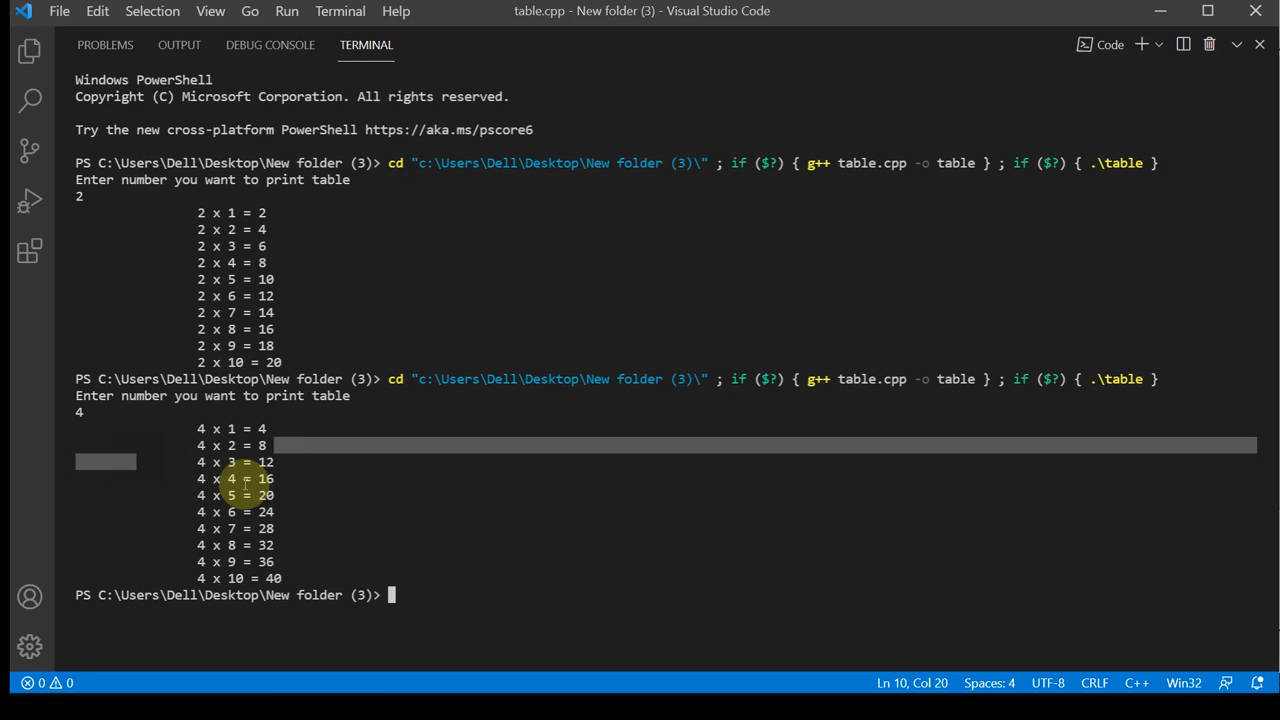 File Edit Selection View Go Run Terminal Help table.cpp - New folder (3) - Visual Studio Code
PROBLEMS OUTPUT DEBUG CONSOLE TERMINAL Code
Windows PowerShell
Copyright (C) Microsoft Corporation. All rights reserved.
Try the new cross-platform PowerShell https://aka.ms/pscore6
PS C:\Users\Dell\Desktop\New folder (3)> cd "c:\Users\Dell\Desktop\New folder (3)\" ; if ($?) { g++ table.cpp -o table } ; if ($?) { .\table }
Enter number you want to print table
2
2 x 1 = 2
2 x 2 = 4
2 x 3 = 6
2 x 4 = 8
2 x 5 = 10
2 x 6 = 12
2 x 7 = 14
2 x 8 = 16
2 x 9 = 18
2 x 10 = 20
PS C:\Users\Dell\Desktop\New folder (3)> cd "c:\Users\Dell\Desktop\New folder (3)\" ; if ($?) { g++ table.cpp -o table } ; if ($?) { .\table }
Enter number you want to print table
4
4 x 1 = 4
4 x 2 = 8
4 x 3 = 12
4 x 4 = 16
4 x 5 = 20
4 x 6 = 24
4 x 7 = 28
4 x 8 = 32
4 x 9 = 36
4 x 10 = 40
PS C:\Users\Dell\Desktop\New folder (3)>
0 0 Ln 10, Col 20 Spaces: 4 UTF-8 CRLF C++ Win32